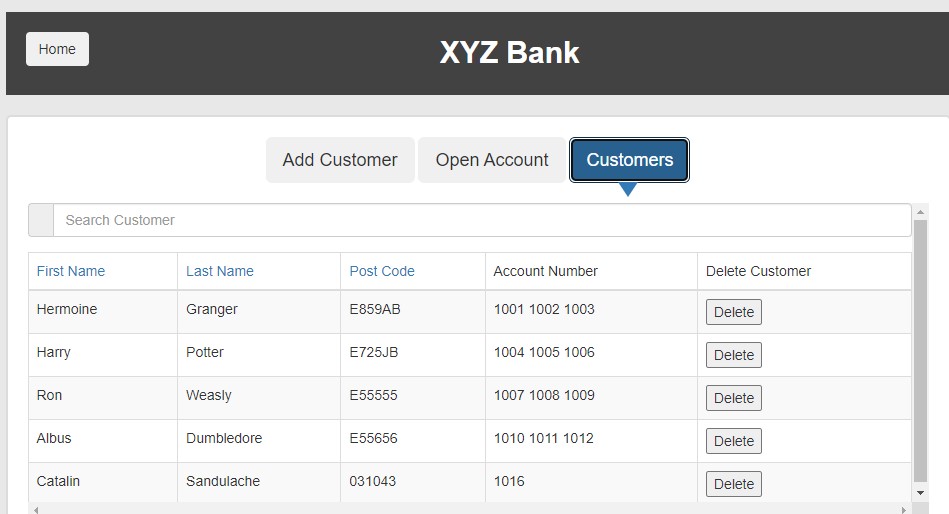 Home
XYZ Bank
Add Customer Open Account Customers
Search Customer
First Name Last Name Post Code Account Number Delete Customer
Hermoine Granger E859AB 1001 1002 1003 Delete
Harry Potter E725JB 1004 1005 1006 Delete
Ron Weasly E55555 1007 1008 1009 Delete
Albus Dumbledore E55656 1010 1011 1012 Delete
Catalin Sandulache 031043 1016 Delete